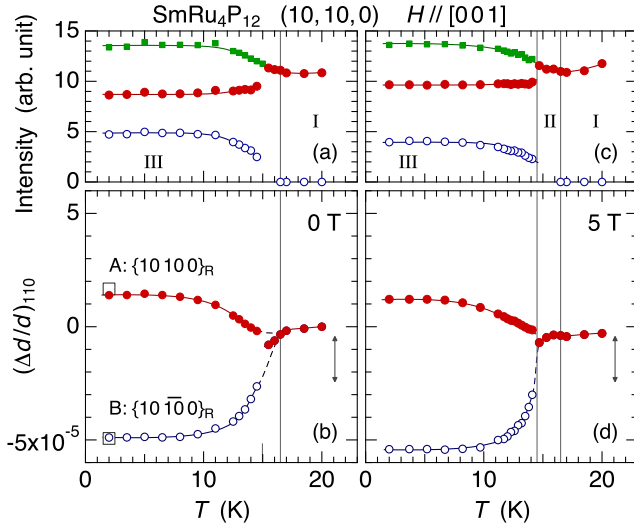 SmRu₄P₁₂ (10,10,0) H // [0 0 1]
Intensity (arb. unit)
15
10
5
0
III
I
(a)
III
II
I
(c)
(Δd/d)₁₁₀
5
0
-5x10⁻⁵
0 T
A: {10 10 0}R
B: {10 1̅0̅ 0}R
(b)
5 T
(d)
0
10
20
0
10
20
T (K)
T (K)